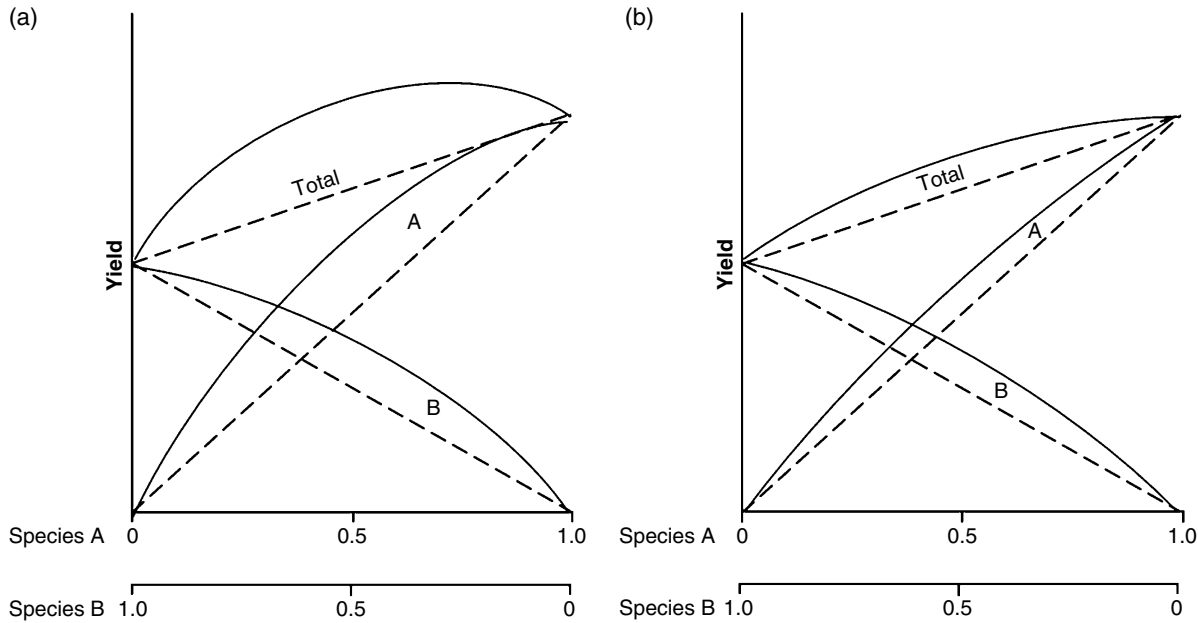 (a)
Total
A
Yield
B
Species A 0 0.5 1.0
Species B 1.0 0.5 0
(b)
Total
A
Yield
B
Species A 0 0.5 1.0
Species B 1.0 0.5 0